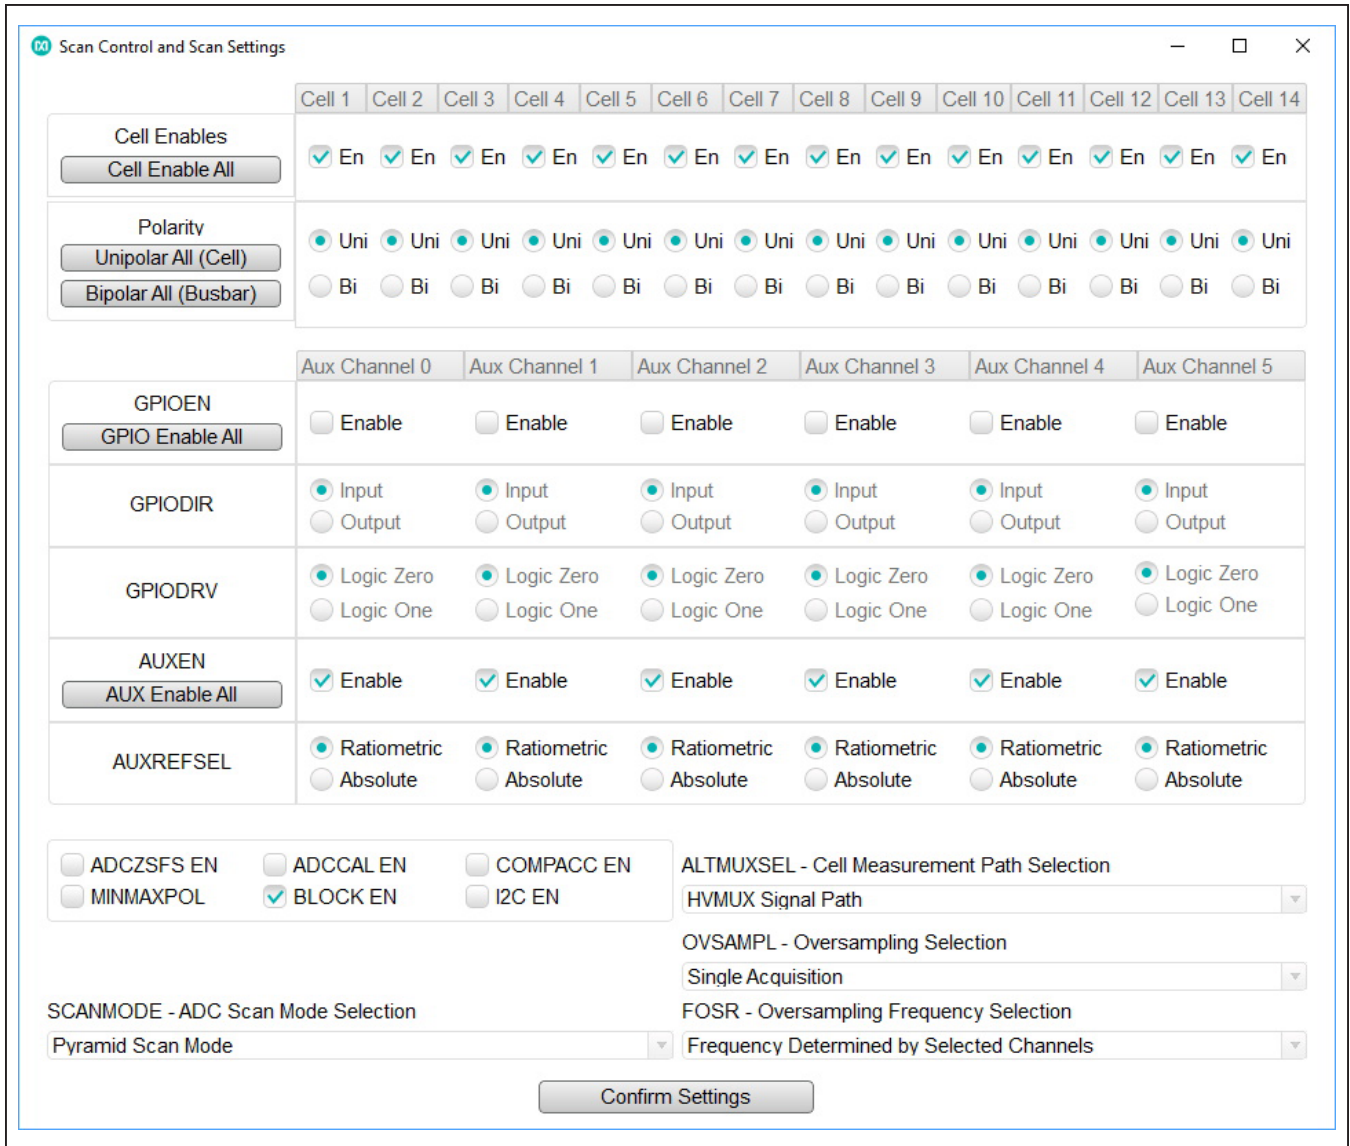 Scan Control and Scan Settings
Cell 1 Cell 2 Cell 3 Cell 4 Cell 5 Cell 6 Cell 7 Cell 8 Cell 9 Cell 10 Cell 11 Cell 12 Cell 13 Cell 14
Cell Enables
Cell Enable All
En En En En En En En En En En En En En En
Polarity
Unipolar All (Cell)
Bipolar All (Busbar)
Uni Uni Uni Uni Uni Uni Uni Uni Uni Uni Uni Uni Uni Uni
Bi Bi Bi Bi Bi Bi Bi Bi Bi Bi Bi Bi Bi Bi
Aux Channel 0 Aux Channel 1 Aux Channel 2 Aux Channel 3 Aux Channel 4 Aux Channel 5
GPIOEN
GPIO Enable All
Enable Enable Enable Enable Enable Enable
GPIODIR
Input Input Input Input Input Input
Output Output Output Output Output Output
GPIODRV
Logic Zero Logic Zero Logic Zero Logic Zero Logic Zero Logic Zero
Logic One Logic One Logic One Logic One Logic One Logic One
AUXEN
AUX Enable All
Enable Enable Enable Enable Enable Enable
AUXREFSEL
Ratiometric Ratiometric Ratiometric Ratiometric Ratiometric Ratiometric
Absolute Absolute Absolute Absolute Absolute Absolute
ADCZSFS EN ADCCAL EN COMPACC EN
MINMAXPOL BLOCK EN I2C EN
ALTMUXSEL - Cell Measurement Path Selection
HVMUX Signal Path
OVSAMPL - Oversampling Selection
Single Acquisition
SCANMODE - ADC Scan Mode Selection
Pyramid Scan Mode
FOSR - Oversampling Frequency Selection
Frequency Determined by Selected Channels
Confirm Settings